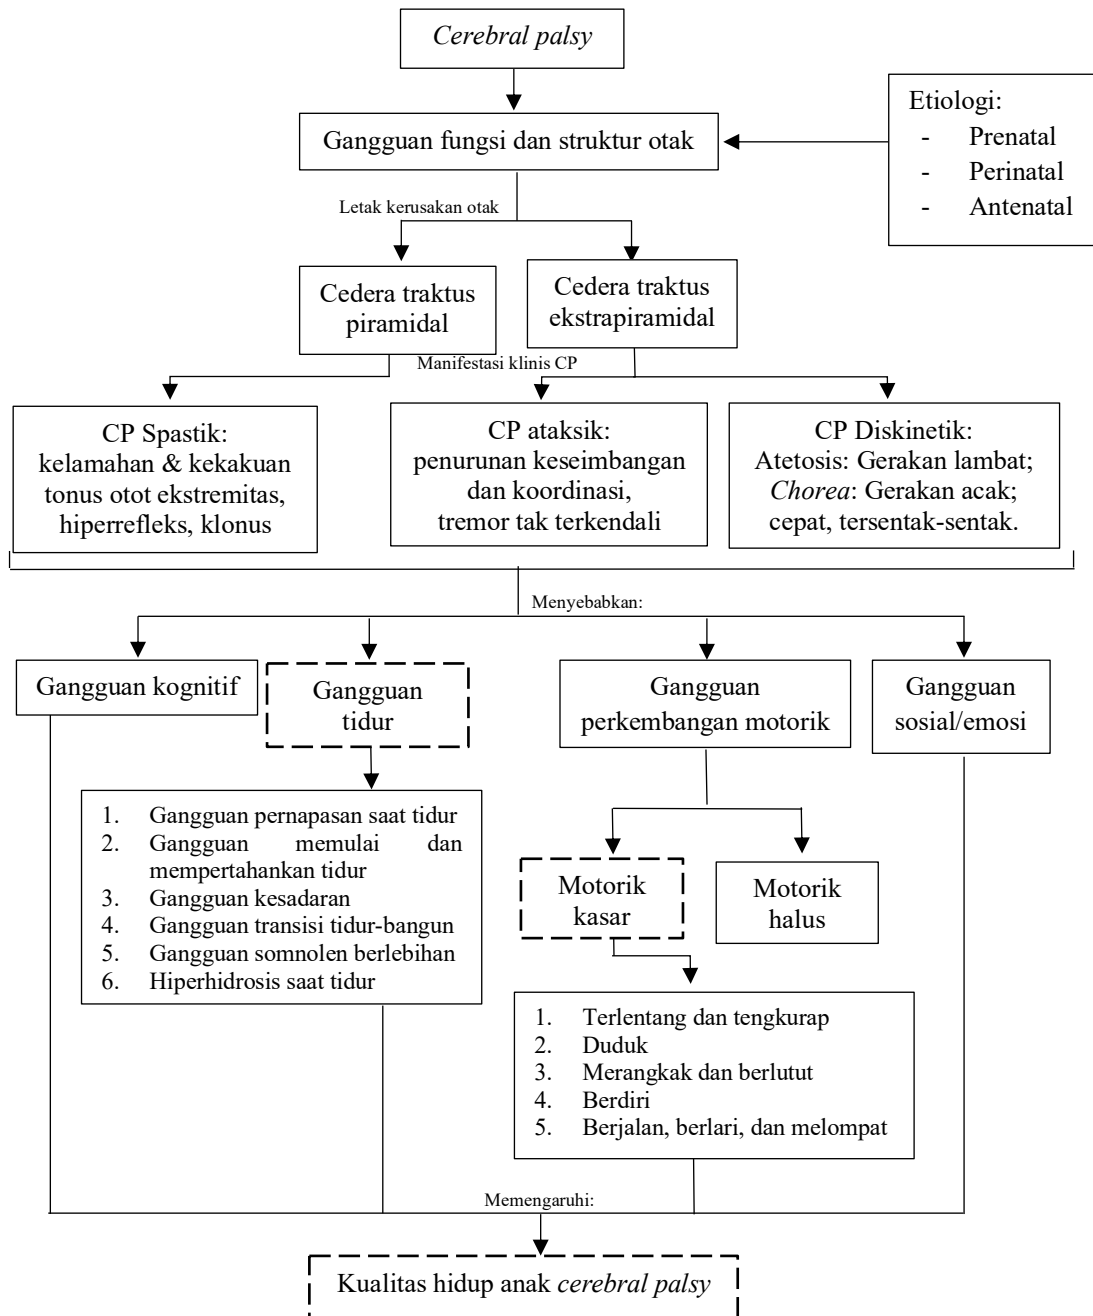 Cerebral palsy
Etiologi:
- Prenatal
- Perinatal
- Antenatal
Gangguan fungsi dan struktur otak
Letak kerusakan otak
Cedera traktus
piramidal
Cedera traktus
ekstrapiramidal
Manifestasi klinis CP
CP Spastik:
kelamahan & kekakuan
tonus otot ekstremitas,
hiperrefleks, klonus
CP ataksik:
penurunan keseimbangan
dan koordinasi,
tremor tak terkendali
CP Diskinetik:
Atetosis: Gerakan lambat;
Chorea: Gerakan acak;
cepat, tersentak-sentak.
Menyebabkan:
Gangguan kognitif
Gangguan
tidur
Gangguan
perkembangan motorik
Gangguan
sosial/emosi
1. Gangguan pernapasan saat tidur
2. Gangguan memulai dan
mempertahankan tidur
3. Gangguan kesadaran
4. Gangguan transisi tidur-bangun
5. Gangguan somnolen berlebihan
6. Hiperhidrosis saat tidur
Motorik
kasar
Motorik
halus
1. Terlentang dan tengkurap
2. Duduk
3. Merangkak dan berlutut
4. Berdiri
5. Berjalan, berlari, dan melompat
Memengaruhi:
Kualitas hidup anak cerebral palsy